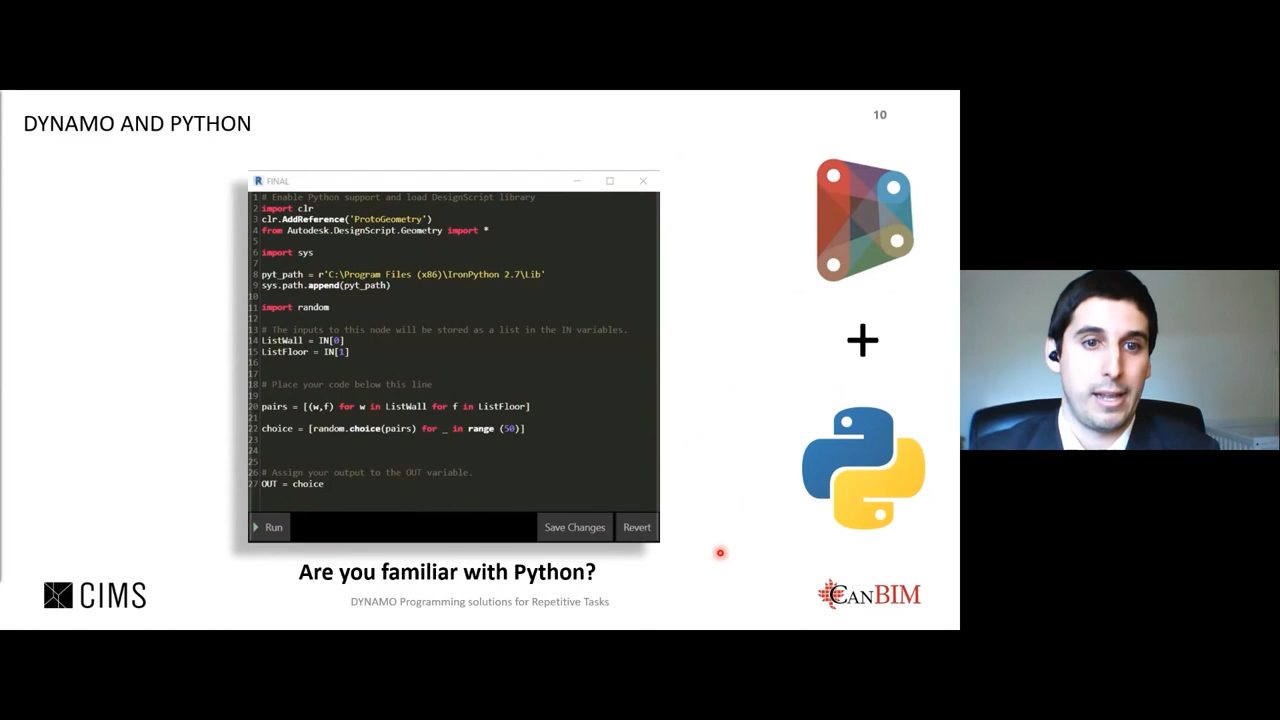 DYNAMO AND PYTHON
10
FINAL
1 # Enable Python support and load DesignScript library
2 import clr
3 clr.AddReference('ProtoGeometry')
4 from Autodesk.DesignScript.Geometry import *
5
6 import sys
7
8 pyt_path = r'C:\Program Files (x86)\IronPython 2.7\Lib'
9 sys.path.append(pyt_path)
10
11 import random
12
13 # The inputs to this node will be stored as a list in the IN variables.
14 ListWall = IN[0]
15 ListFloor = IN[1]
16
17
18 # Place your code below this line
19
20 pairs = [(w,f) for w in ListWall for f in ListFloor]
21
22 choice = [random.choice(pairs) for _ in range (50)]
23
24
25
26 # Assign your output to the OUT variable.
27 OUT = choice
Run
Save Changes
Revert
Are you familiar with Python?
DYNAMO Programming solutions for Repetitive Tasks
CIMS
CANBIM